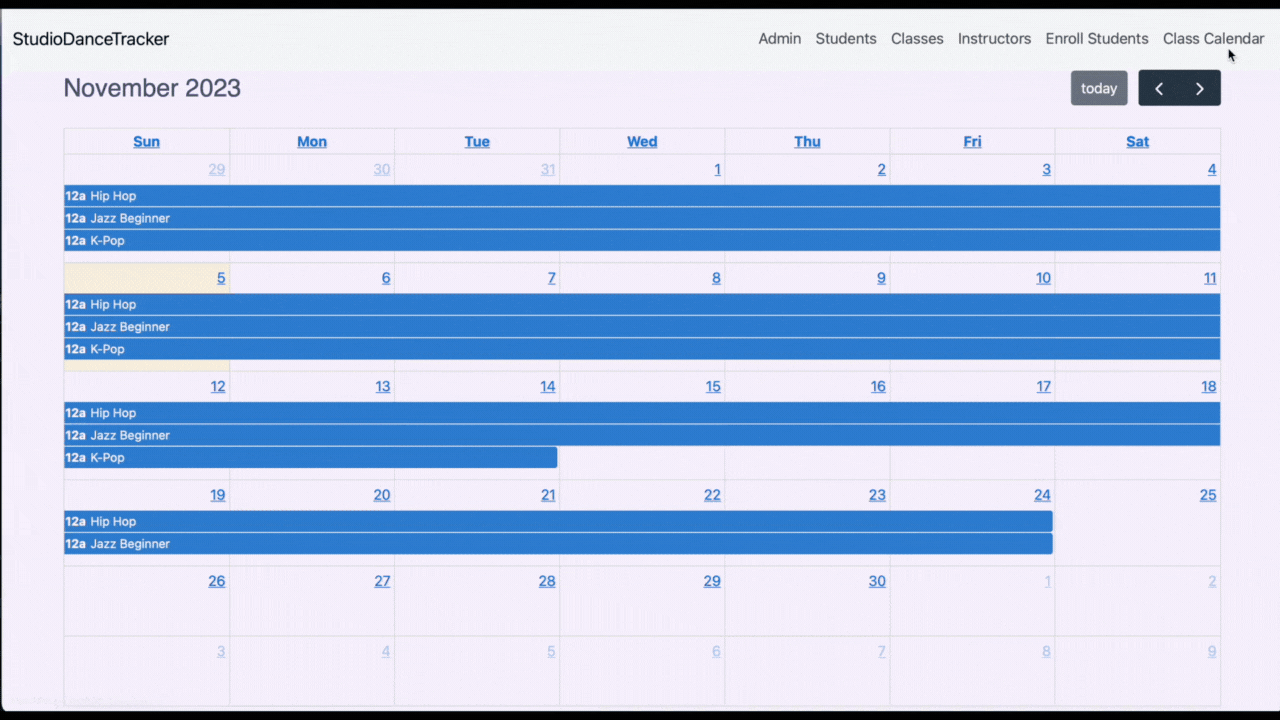 StudioDanceTracker Admin Students Classes Instructors Enroll Students Class Calendar
November 2023 today
Sun Mon Tue Wed Thu Fri Sat
29 30 31 1 2 3 4
12a Hip Hop
12a Jazz Beginner
12a K-Pop
5 6 7 8 9 10 11
12a Hip Hop
12a Jazz Beginner
12a K-Pop
12 13 14 15 16 17 18
12a Hip Hop
12a Jazz Beginner
12a K-Pop
19 20 21 22 23 24 25
12a Hip Hop
12a Jazz Beginner
26 27 28 29 30 1 2
3 4 5 6 7 8 9